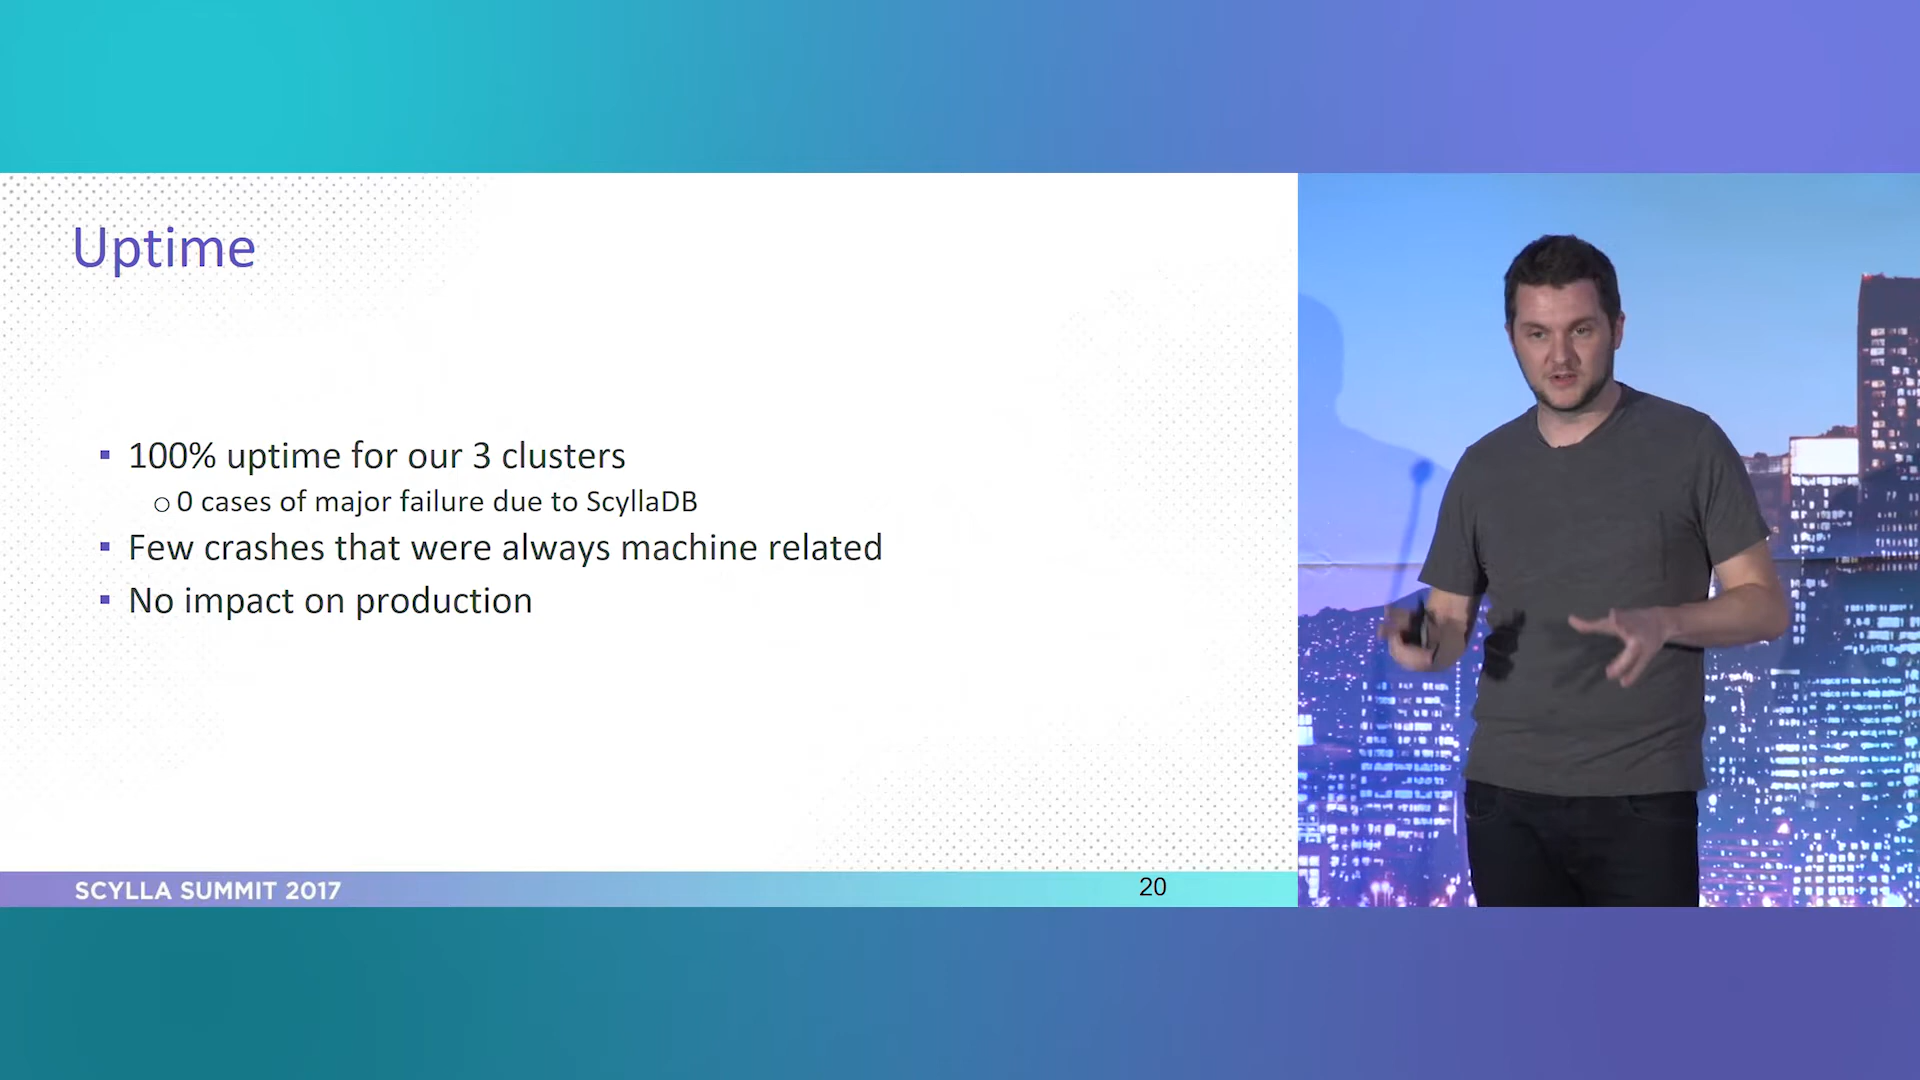 Uptime
▪ 100% uptime for our 3 clusters
○ 0 cases of major failure due to ScyllaDB
▪ Few crashes that were always machine related
▪ No impact on production
SCYLLA SUMMIT 2017
20